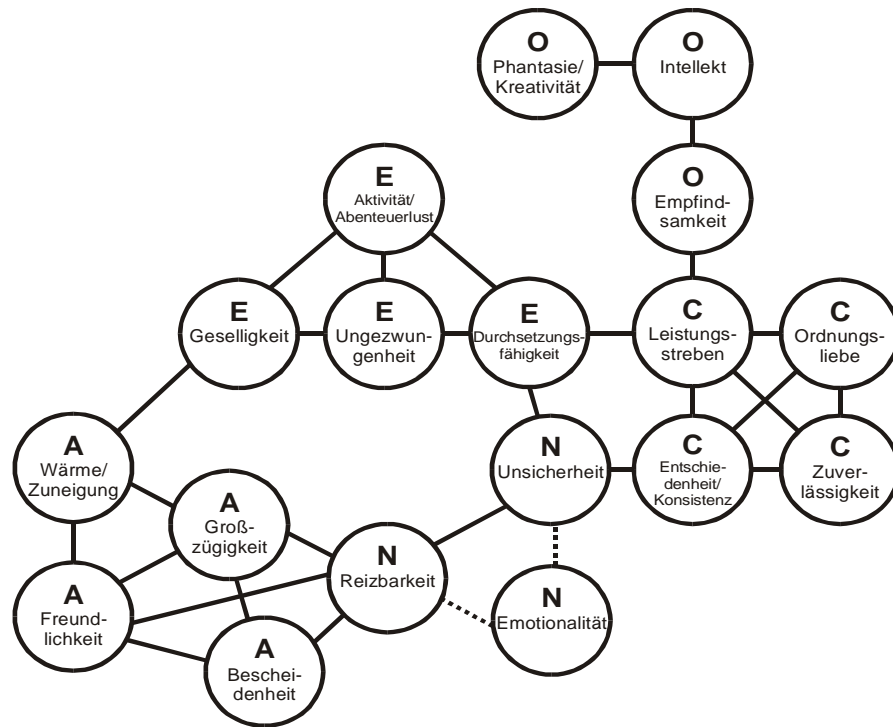 O
Phantasie/
Kreativität
O
Intellekt
O
Empfind-
samkeit
E
Aktivität/
Abenteuerlust
E
Geselligkeit
E
Ungezwun-
genheit
E
Durchsetzungs-
fähigkeit
C
Leistungs-
streben
C
Ordnungs-
liebe
A
Wärme/
Zuneigung
N
Unsicherheit
C
Entschie-
denheit/
Konsistenz
C
Zuver-
lässigkeit
A
Groß-
zügigkeit
N
Reizbarkeit
A
Freund-
lichkeit
N
Emotionalität
A
Beschei-
denheit